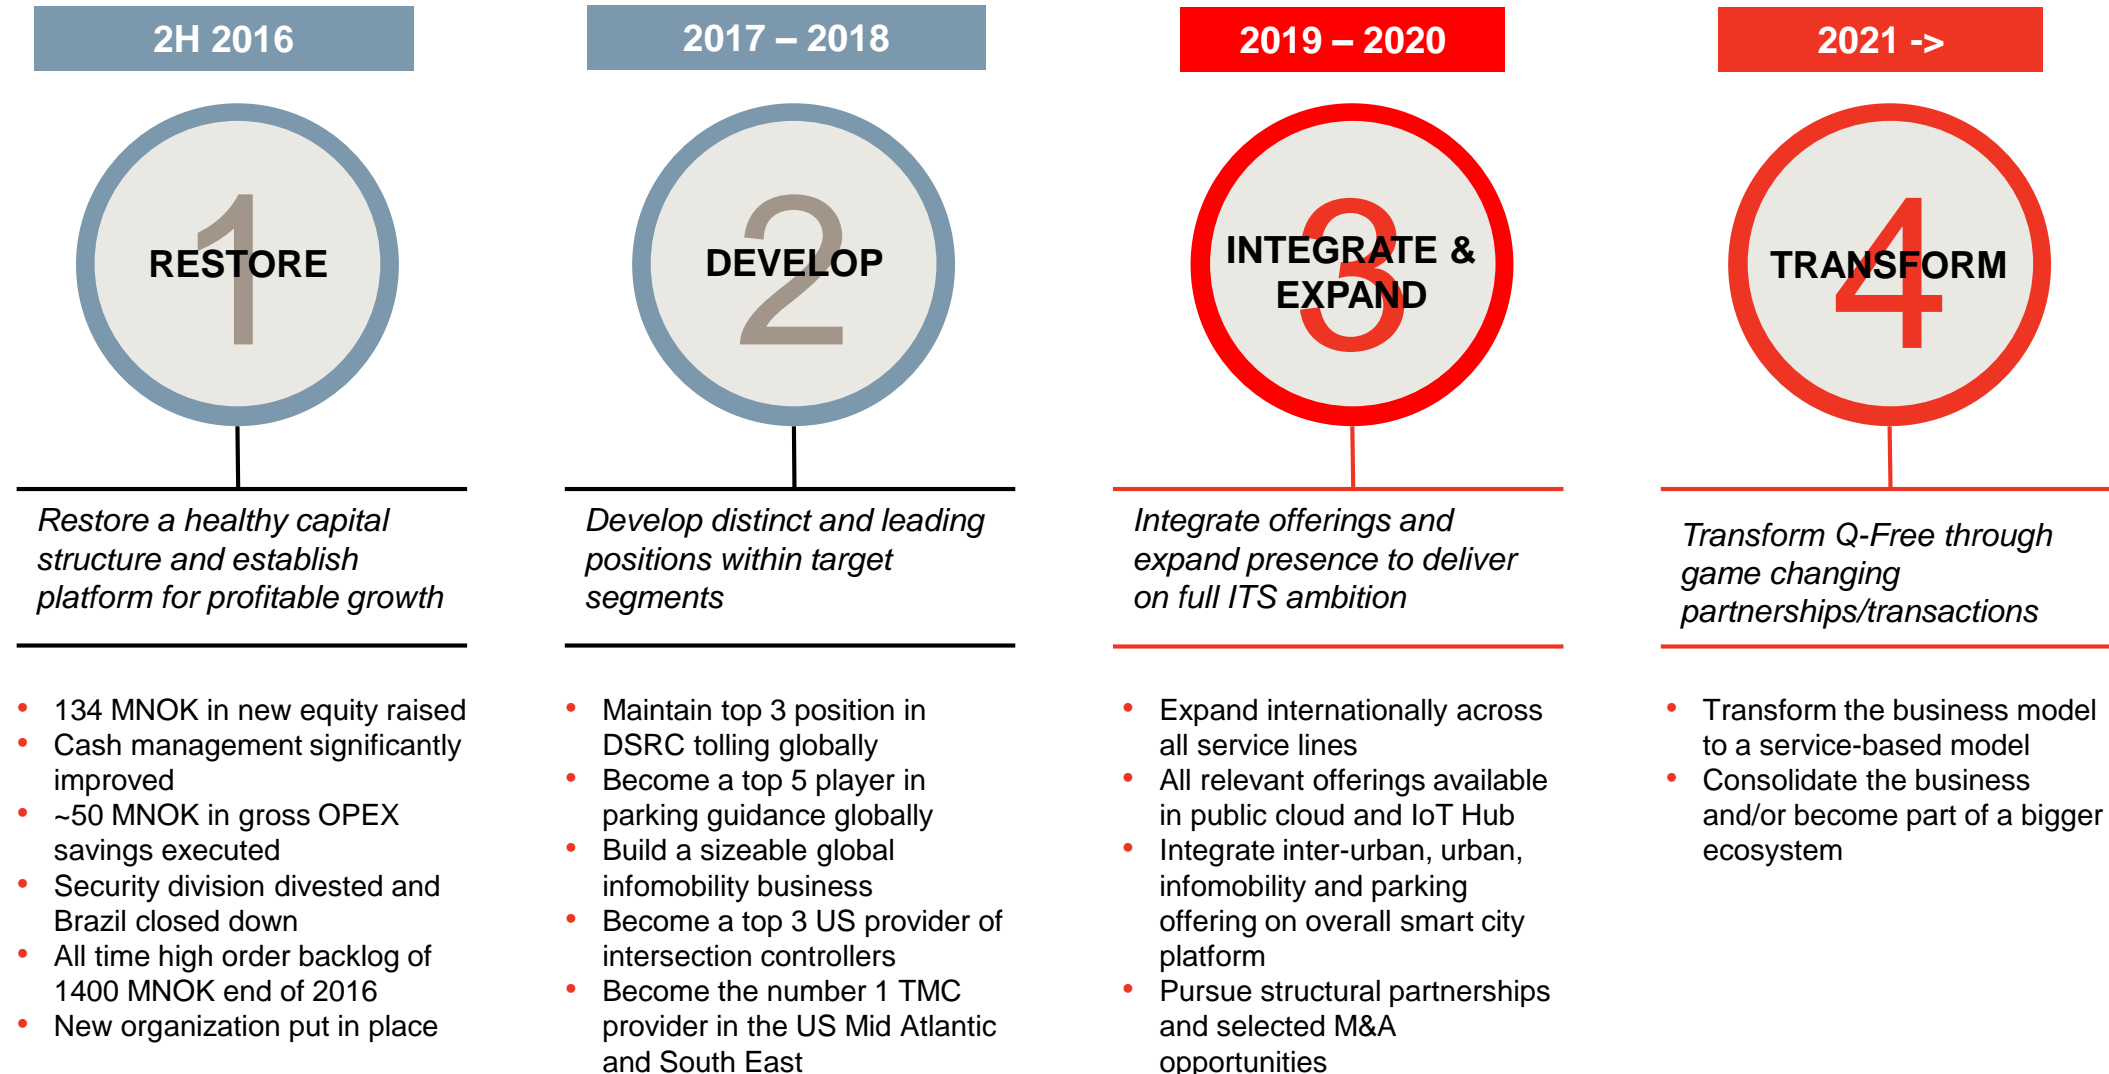 2H 2016
1
RESTORE
Restore a healthy capital
structure and establish
platform for profitable growth
• 134 MNOK in new equity raised
• Cash management significantly
improved
• ~50 MNOK in gross OPEX
savings executed
• Security division divested and
Brazil closed down
• All time high order backlog of
1400 MNOK end of 2016
• New organization put in place
2017 – 2018
2
DEVELOP
Develop distinct and leading
positions within target
segments
• Maintain top 3 position in
DSRC tolling globally
• Become a top 5 player in
parking guidance globally
• Build a sizeable global
infomobility business
• Become a top 3 US provider of
intersection controllers
• Become the number 1 TMC
provider in the US Mid Atlantic
and South East
2019 – 2020
3
INTEGRATE &
EXPAND
Integrate offerings and
expand presence to deliver
on full ITS ambition
• Expand internationally across
all service lines
• All relevant offerings available
in public cloud and IoT Hub
• Integrate inter-urban, urban,
infomobility and parking
offering on overall smart city
platform
• Pursue structural partnerships
and selected M&A
opportunities
2021 ->
4
TRANSFORM
Transform Q-Free through
game changing
partnerships/transactions
• Transform the business model
to a service-based model
• Consolidate the business
and/or become part of a bigger
ecosystem